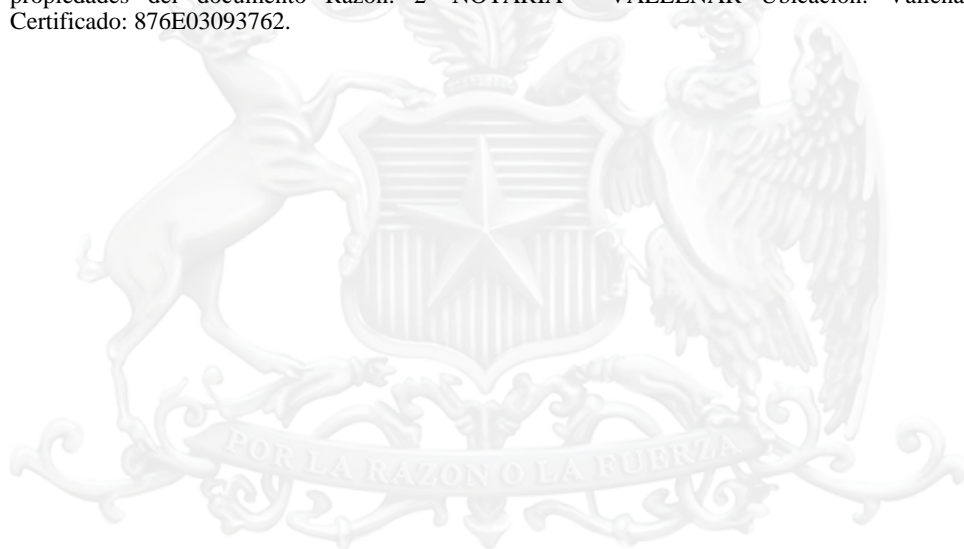 propiedades del documento Razón: 2° NOTARIA - VALLENAR Ubicación: Vallena
Certificado: 876E03093762.
POR LA RAZON O LA FUERZA